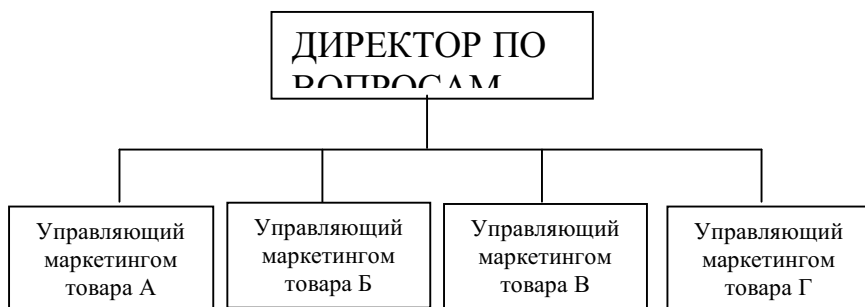 ДИРЕКТОР ПО
ВОПРОСАМ
Управляющий
маркетингом
товара А
Управляющий
маркетингом
товара Б
Управляющий
маркетингом
товара В
Управляющий
маркетингом
товара Г